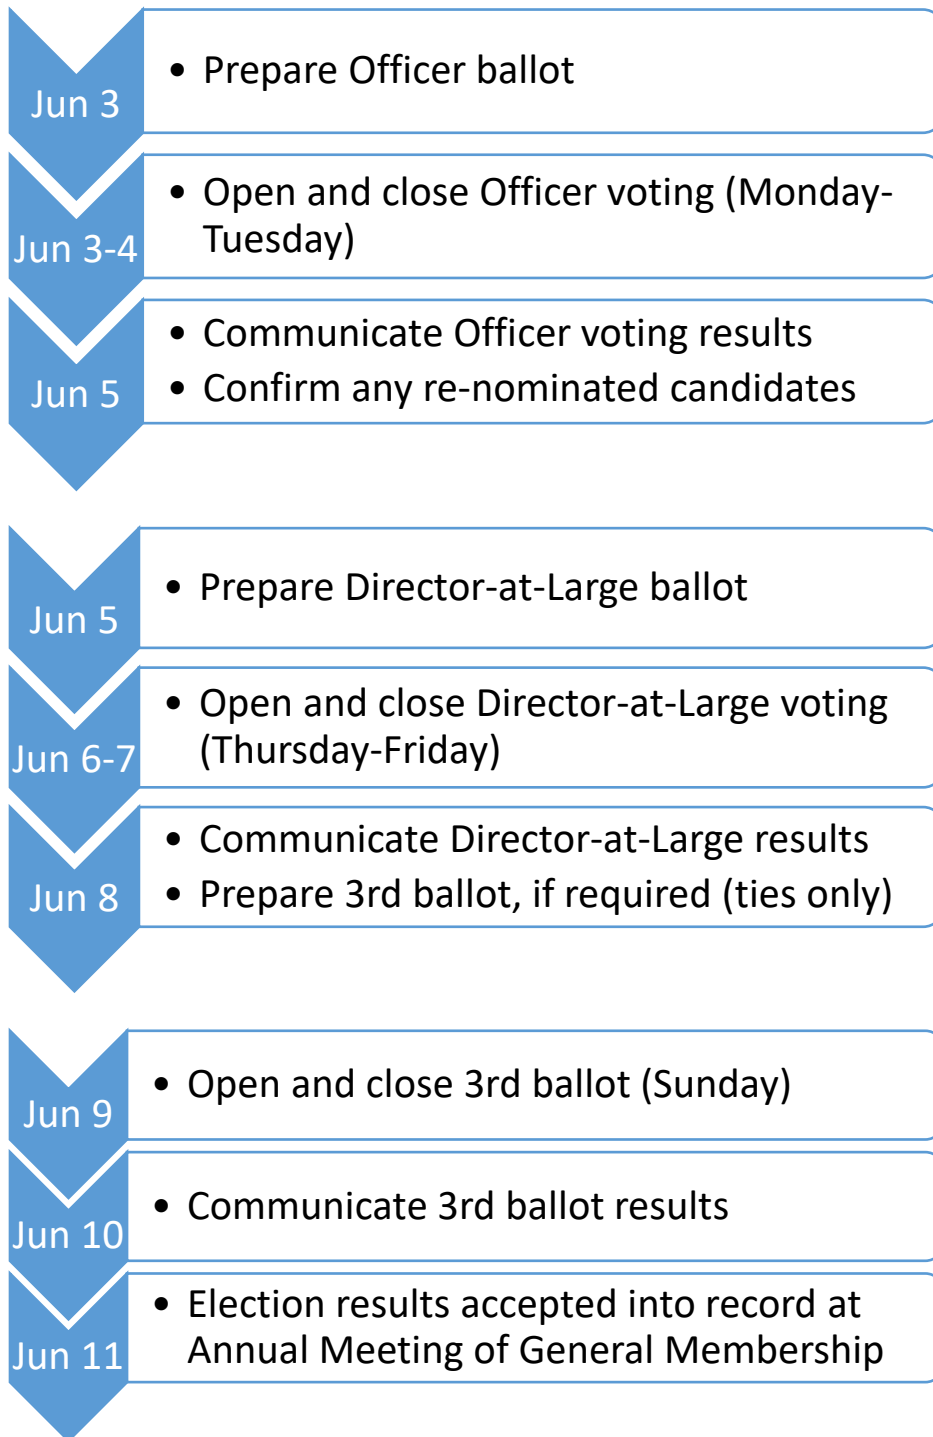 Jun 3
• Prepare Officer ballot
Jun 3-4
• Open and close Officer voting (Monday-
Tuesday)
Jun 5
• Communicate Officer voting results
• Confirm any re-nominated candidates
Jun 5
• Prepare Director-at-Large ballot
Jun 6-7
• Open and close Director-at-Large voting
(Thursday-Friday)
Jun 8
• Communicate Director-at-Large results
• Prepare 3rd ballot, if required (ties only)
Jun 9
• Open and close 3rd ballot (Sunday)
Jun 10
• Communicate 3rd ballot results
Jun 11
• Election results accepted into record at
Annual Meeting of General Membership